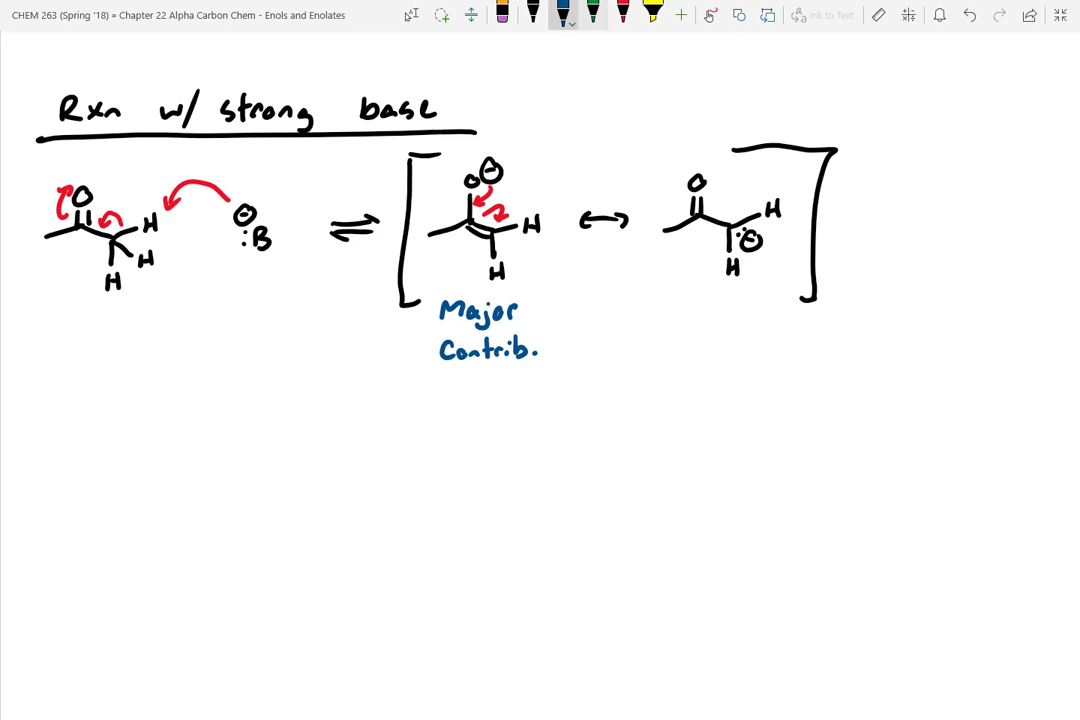 CHEM 263 (Spring '18) » Chapter 22 Alpha Carbon Chem - Enols and Enolates
Ink to Text
Rxn w/ strong base
O H H H
⊖ :B
O ⊖ H H
O H :⊖ H
Major
Contrib.